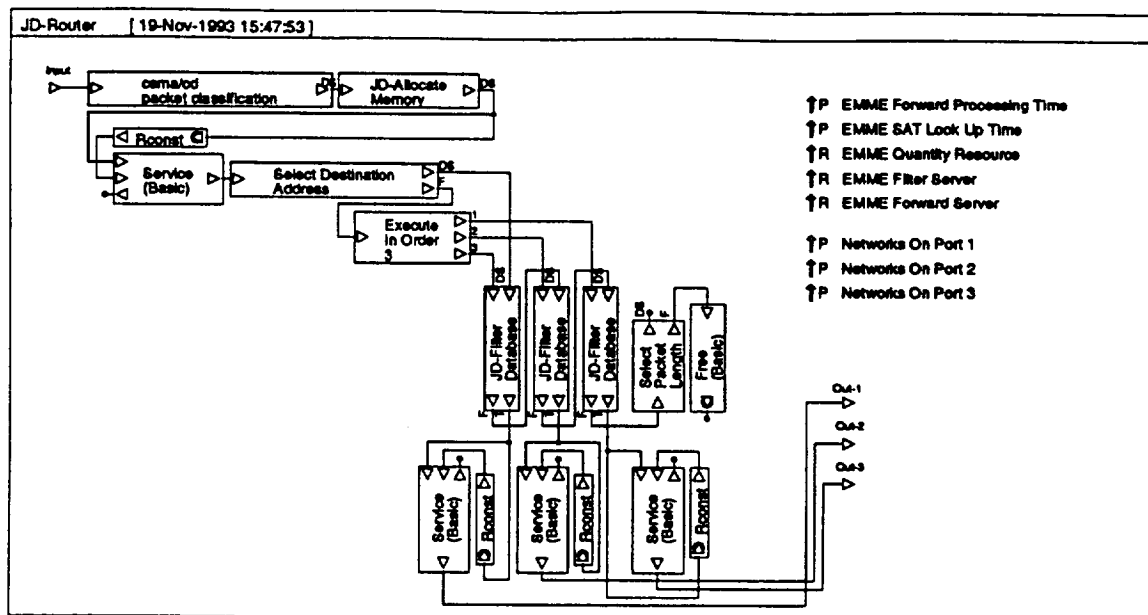 JD-Router [ 19-Nov-1993 15:47:53 ]
Input
csma/cd
packet classification
DS
JD-Allocate
Memory
DS
Rconst
Service
(Basic)
Select Destination
Address
DS
F
Execute
In Order
3
1
2
3
DS
DS
DS
JD-Filter
Database
JD-Filter
Database
JD-Filter
Database
F
T
F
T
F
T
DS
F
Select
Packet
Length
Free
(Basic)
Service
(Basic)
Rconst
Service
(Basic)
Rconst
Service
(Basic)
Rconst
P EMME Forward Processing Time
P EMME SAT Look Up Time
R EMME Quantity Resource
R EMME Filter Server
R EMME Forward Server
P Networks On Port 1
P Networks On Port 2
P Networks On Port 3
Out-1
Out-2
Out-3